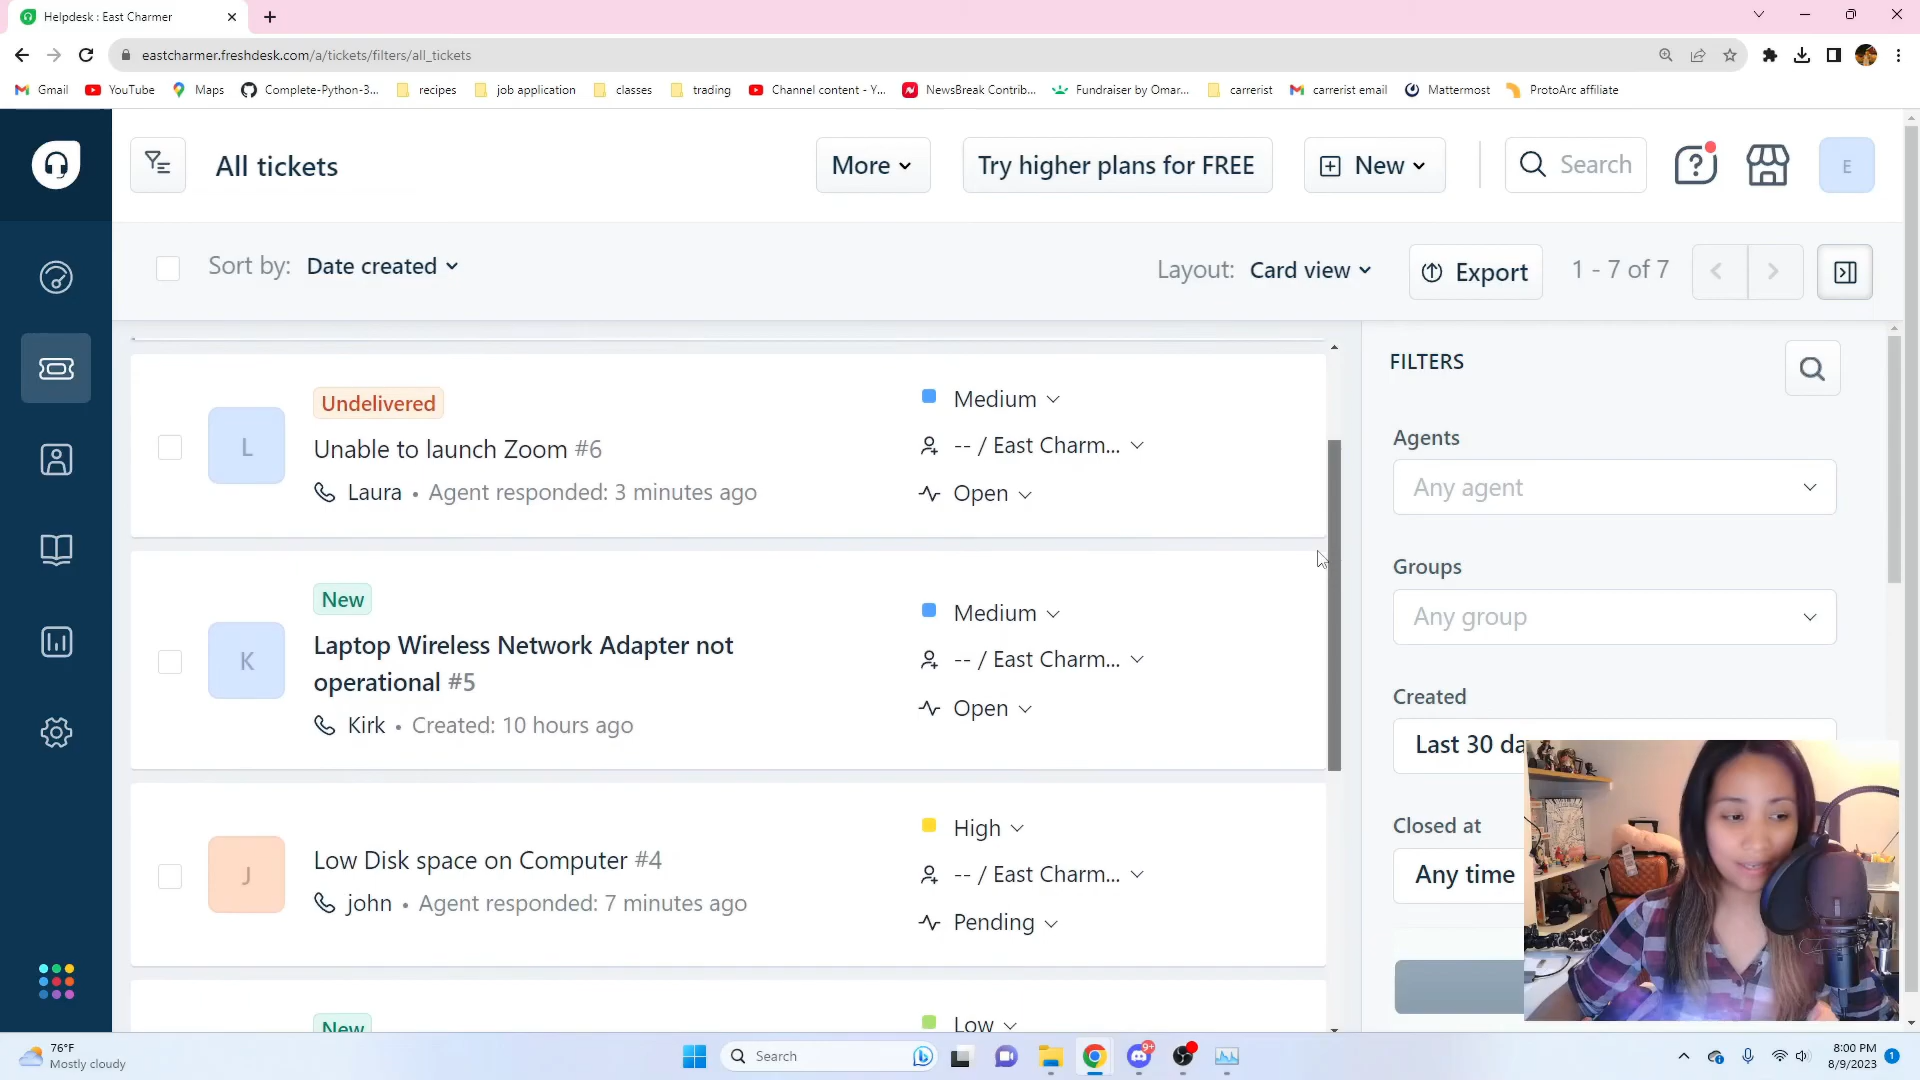 Helpdesk : East Charmer
eastcharmer.freshdesk.com/a/tickets/filters/all_tickets
Gmail YouTube Maps Complete-Python-3... recipes job application classes trading Channel content - Y... NewsBreak Contrib... Fundraiser by Omar... carrerist carrerist email Mattermost ProtoArc affiliate
All tickets More Try higher plans for FREE New Search E
Sort by: Date created Layout: Card view Export 1 - 7 of 7
FILTERS
Undelivered
L
Unable to launch Zoom #6
Laura • Agent responded: 3 minutes ago
Medium
-- / East Charm...
Open
New
K
Laptop Wireless Network Adapter not
operational #5
Kirk • Created: 10 hours ago
Medium
-- / East Charm...
Open
J
Low Disk space on Computer #4
john • Agent responded: 7 minutes ago
High
-- / East Charm...
Pending
New
Low
Agents
Any agent
Groups
Any group
Created
Last 30 da
Closed at
Any time
76°F
Mostly cloudy
Search
9+
8:00 PM
8/9/2023
1